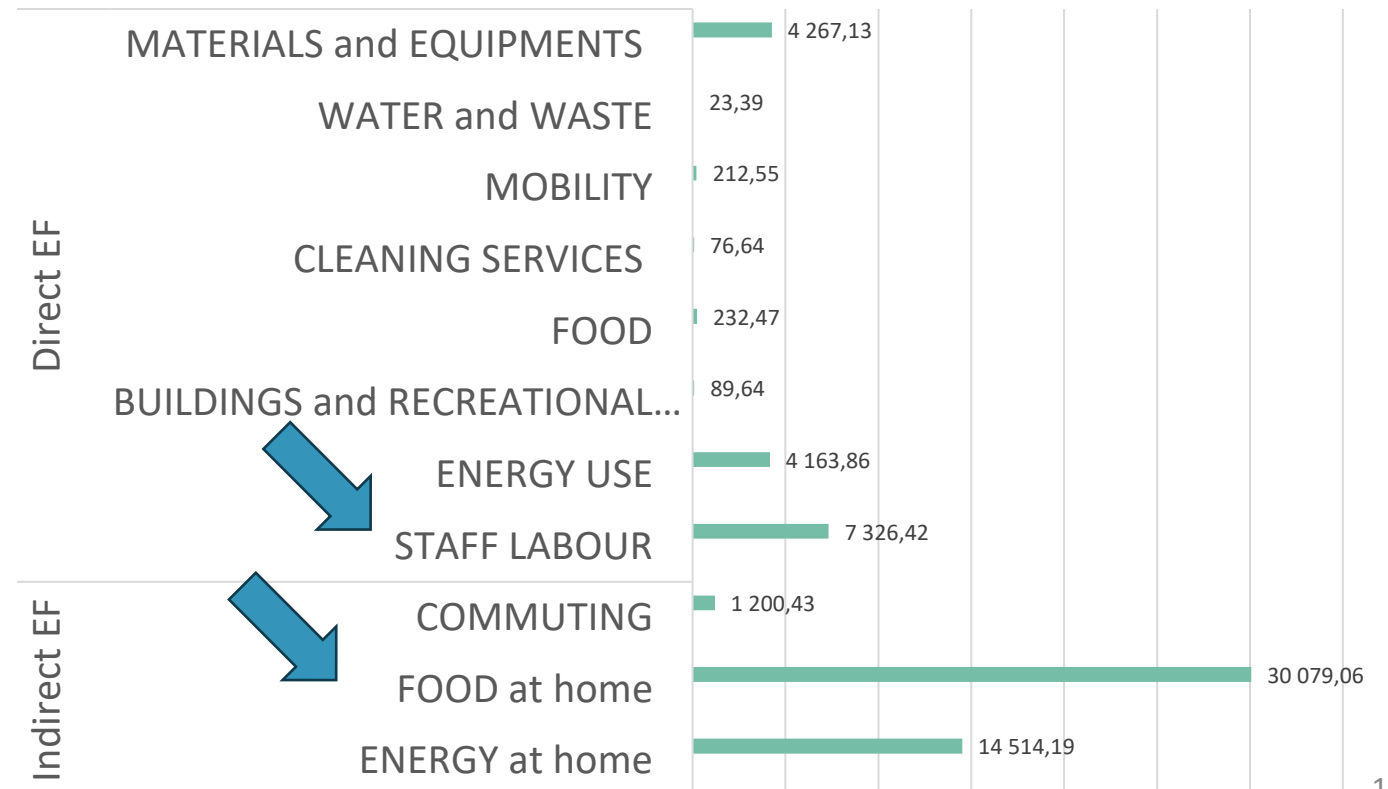 Direct EF
MATERIALS and EQUIPMENTS 4 267,13
WATER and WASTE 23,39
MOBILITY 212,55
CLEANING SERVICES 76,64
FOOD 232,47
BUILDINGS and RECREATIONAL... 89,64
ENERGY USE 4 163,86
STAFF LABOUR 7 326,42
Indirect EF
COMMUTING 1 200,43
FOOD at home 30 079,06
ENERGY at home 14 514,19
1